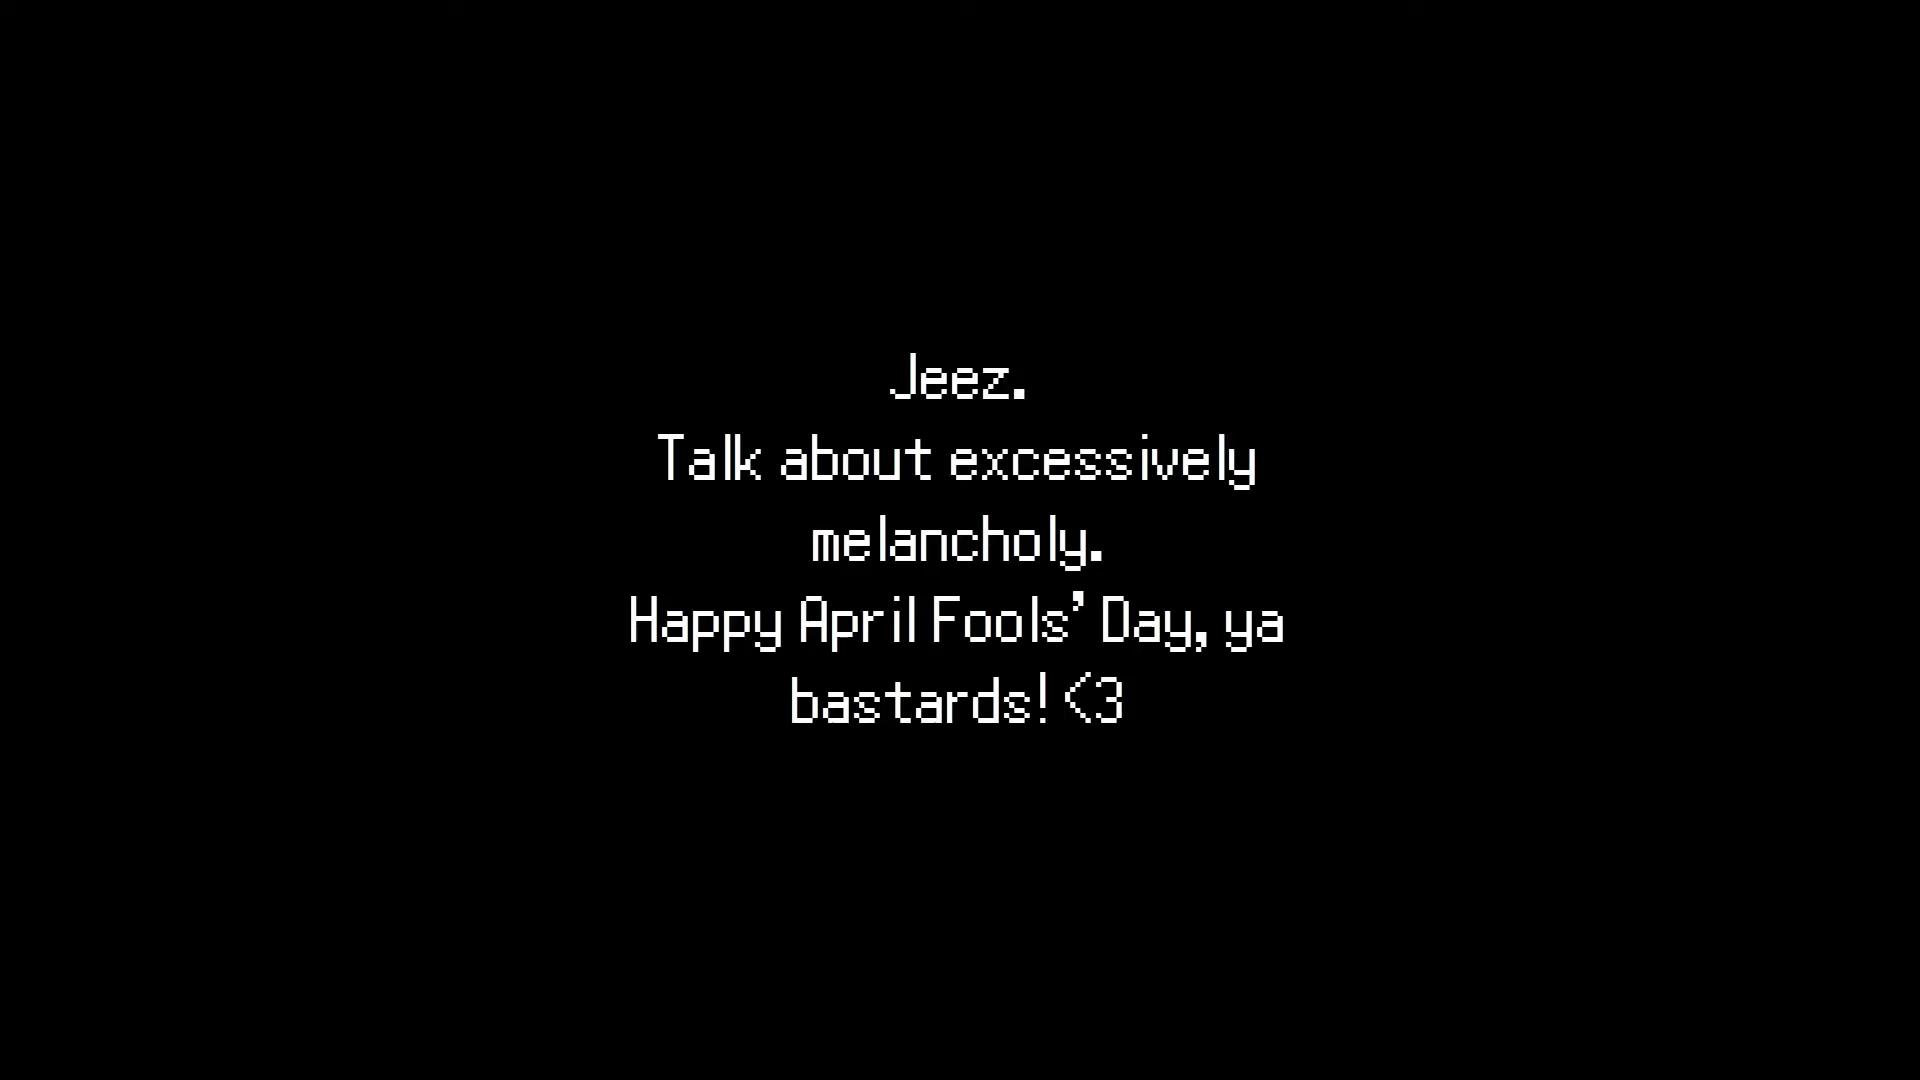 Jeez.
Talk about excessively
melancholy.
Happy April Fools’ Day, ya
bastards! <3